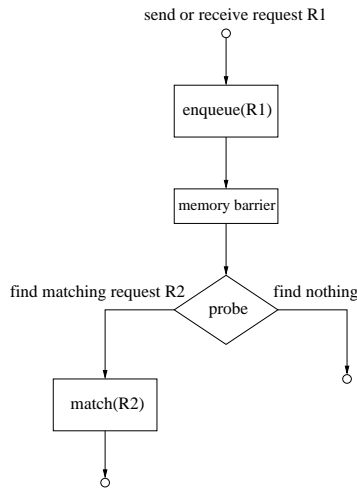 send or receive request R1
enqueue(R1)
memory barrier
find matching request R2
find nothing
probe
match(R2)